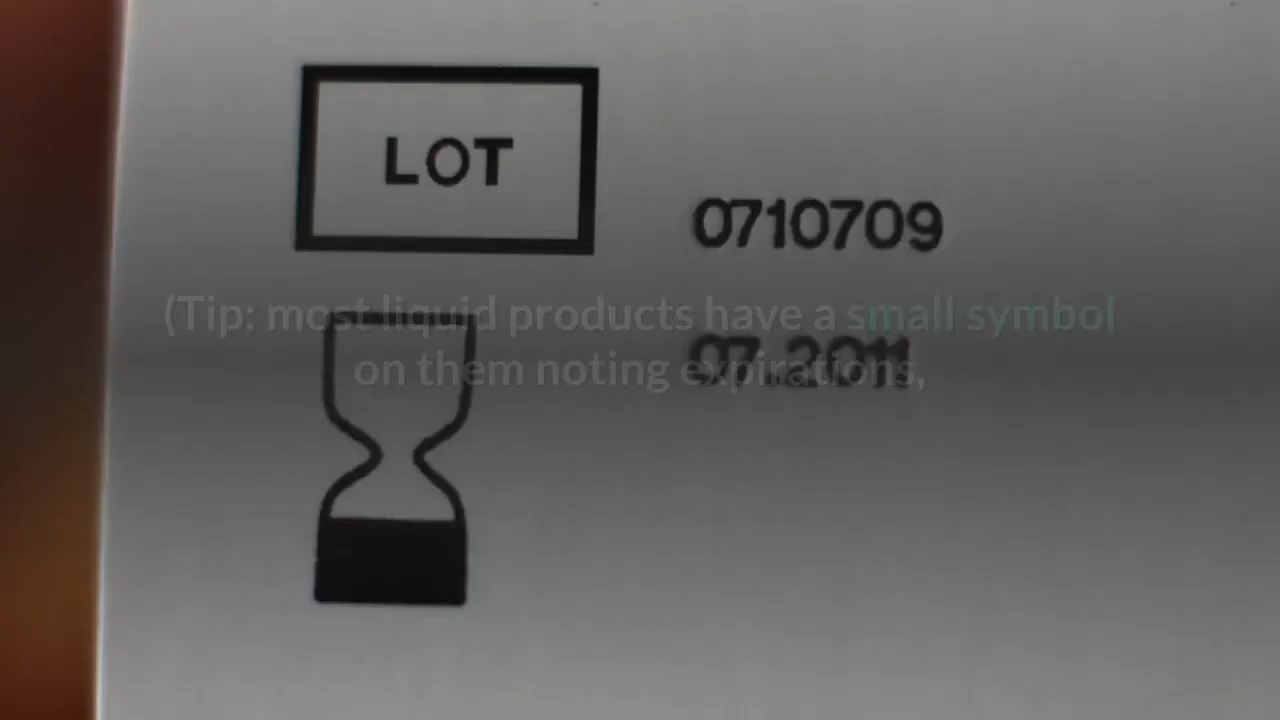 LOT
0710709
(Tip: most liquid products have a small symbol
07.2011
on them noting expirations,